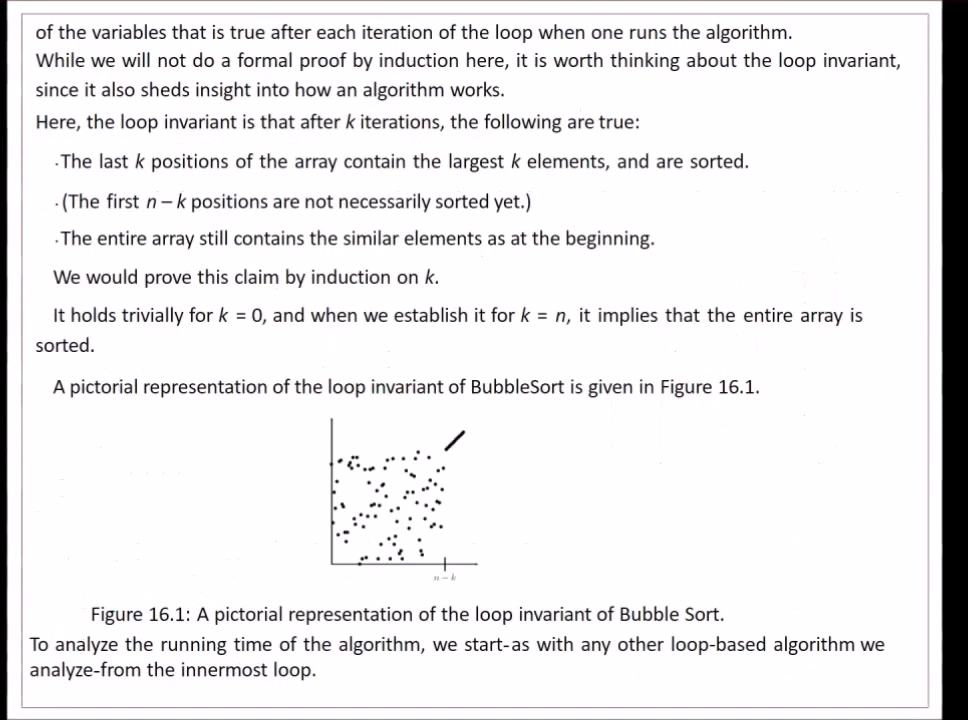 of the variables that is true after each iteration of the loop when one runs the algorithm.
While we will not do a formal proof by induction here, it is worth thinking about the loop invariant,
since it also sheds insight into how an algorithm works.
Here, the loop invariant is that after k iterations, the following are true:
·The last k positions of the array contain the largest k elements, and are sorted.
·(The first n – k positions are not necessarily sorted yet.)
·The entire array still contains the similar elements as at the beginning.
We would prove this claim by induction on k.
It holds trivially for k = 0, and when we establish it for k = n, it implies that the entire array is
sorted.
A pictorial representation of the loop invariant of BubbleSort is given in Figure 16.1.
n – k
Figure 16.1: A pictorial representation of the loop invariant of Bubble Sort.
To analyze the running time of the algorithm, we start-as with any other loop-based algorithm we
analyze-from the innermost loop.